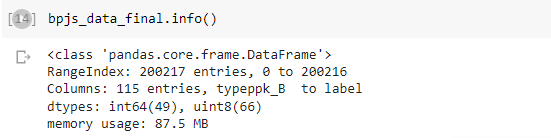 [14] bpjs_data_final.info()
<class 'pandas.core.frame.DataFrame'>
RangeIndex: 200217 entries, 0 to 200216
Columns: 115 entries, typeppk_B  to label
dtypes: int64(49), uint8(66)
memory usage: 87.5 MB